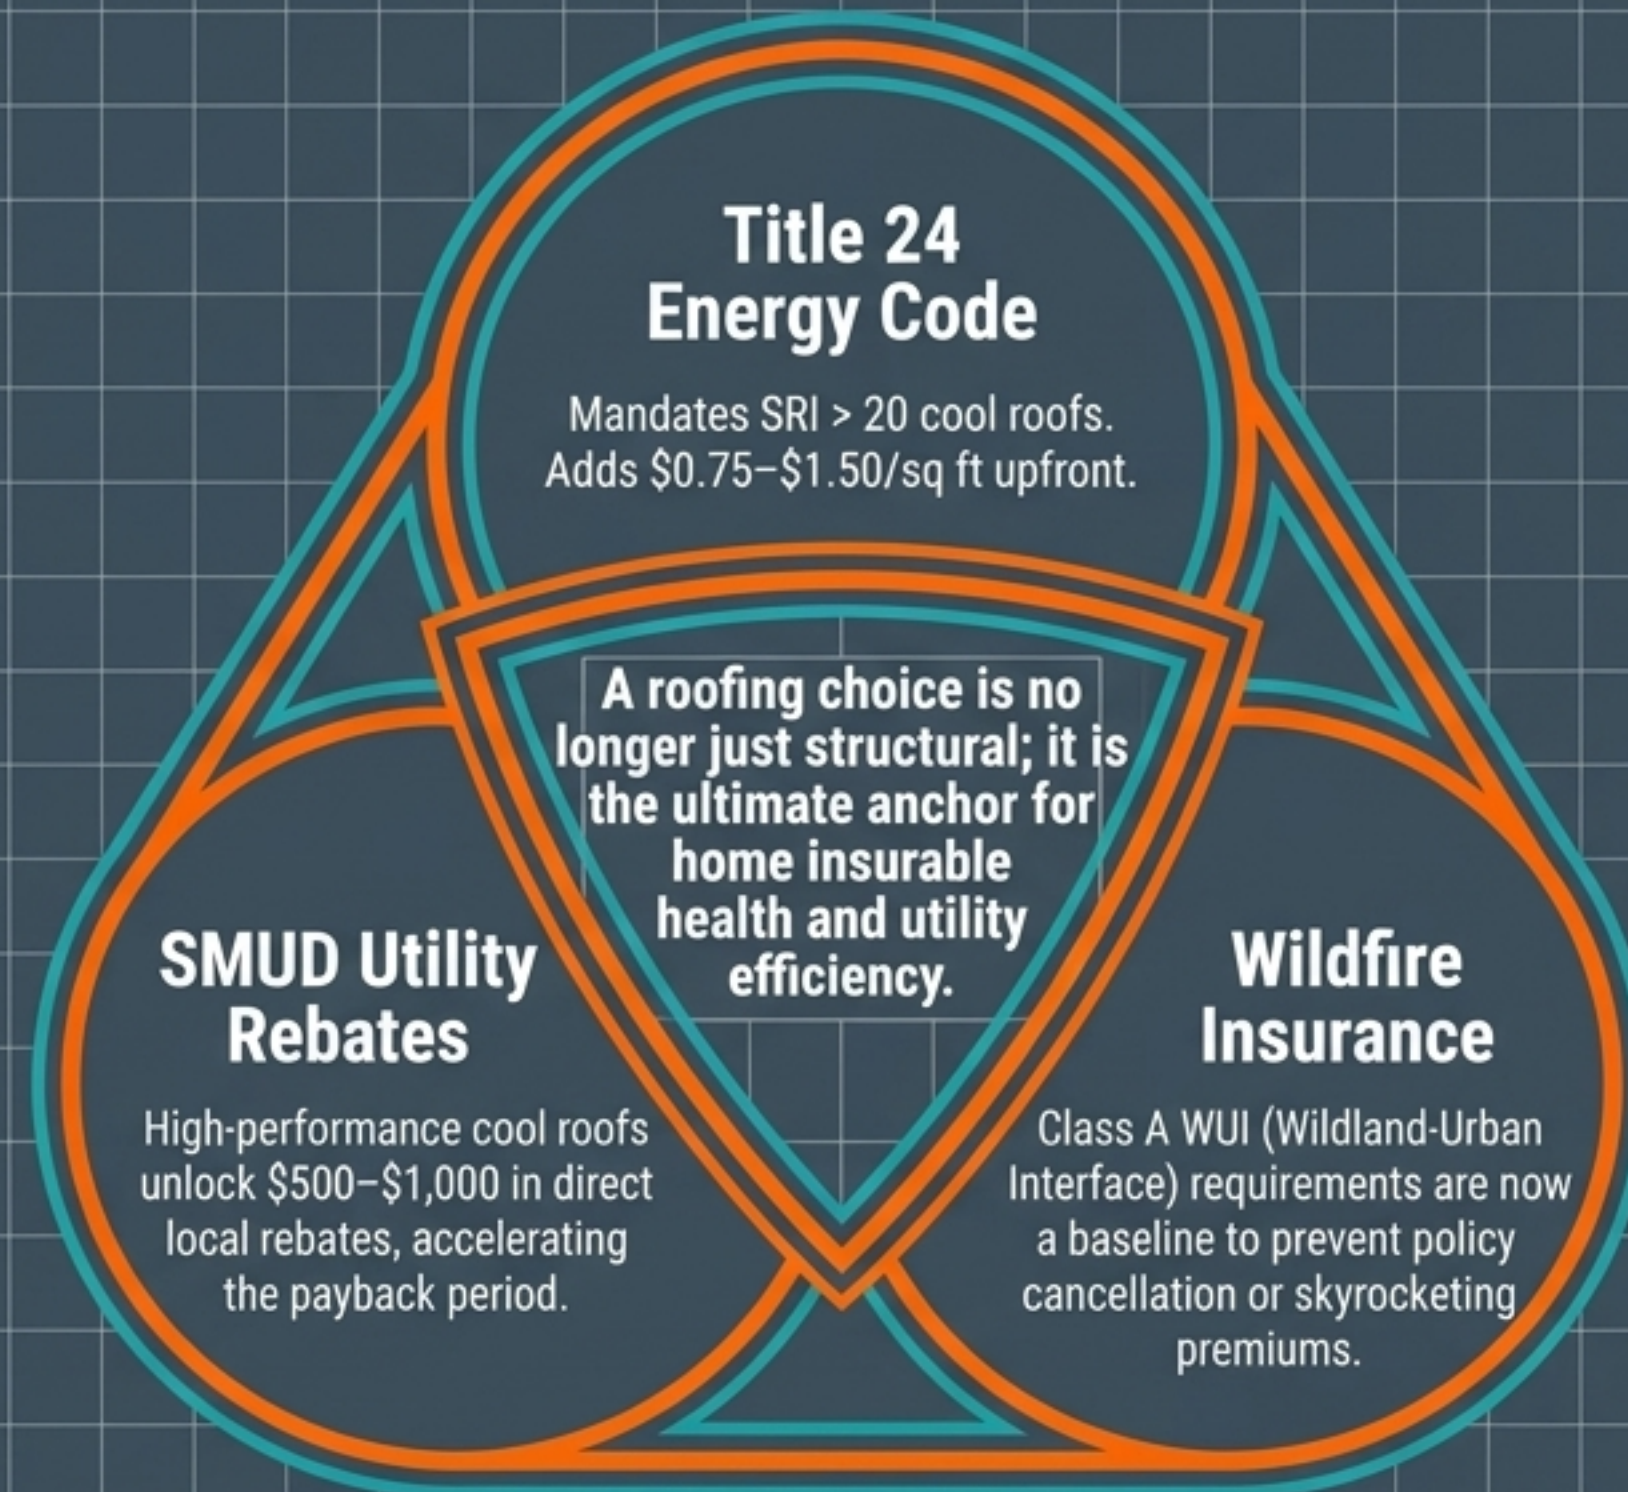 Title 24
Energy Code
Mandates SRI > 20 cool roofs.
Adds $0.75–$1.50/sq ft upfront.
A roofing choice is no
longer just structural; it is
the ultimate anchor for
home insurable
health and utility
efficiency.
SMUD Utility
Rebates
High-performance cool roofs
unlock $500–$1,000 in direct
local rebates, accelerating
the payback period.
Wildfire
Insurance
Class A WUI (Wildland-Urban
Interface) requirements are now
a baseline to prevent policy
cancellation or skyrocketing
premiums.